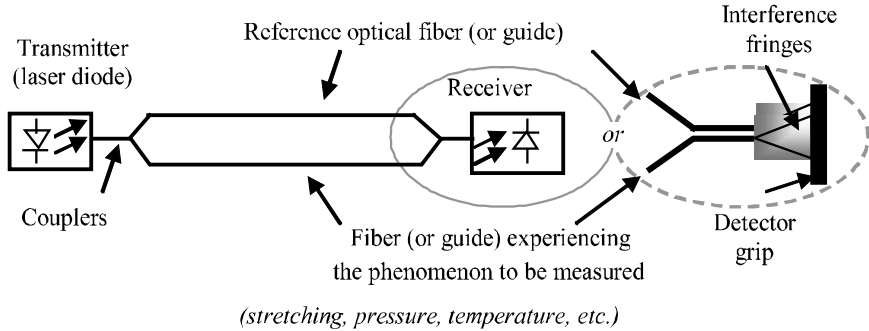 Transmitter
(laser diode)
Reference optical fiber (or guide)
Interference
fringes
Receiver
or
Couplers
Fiber (or guide) experiencing
the phenomenon to be measured
Detector
grip
(stretching, pressure, temperature, etc.)